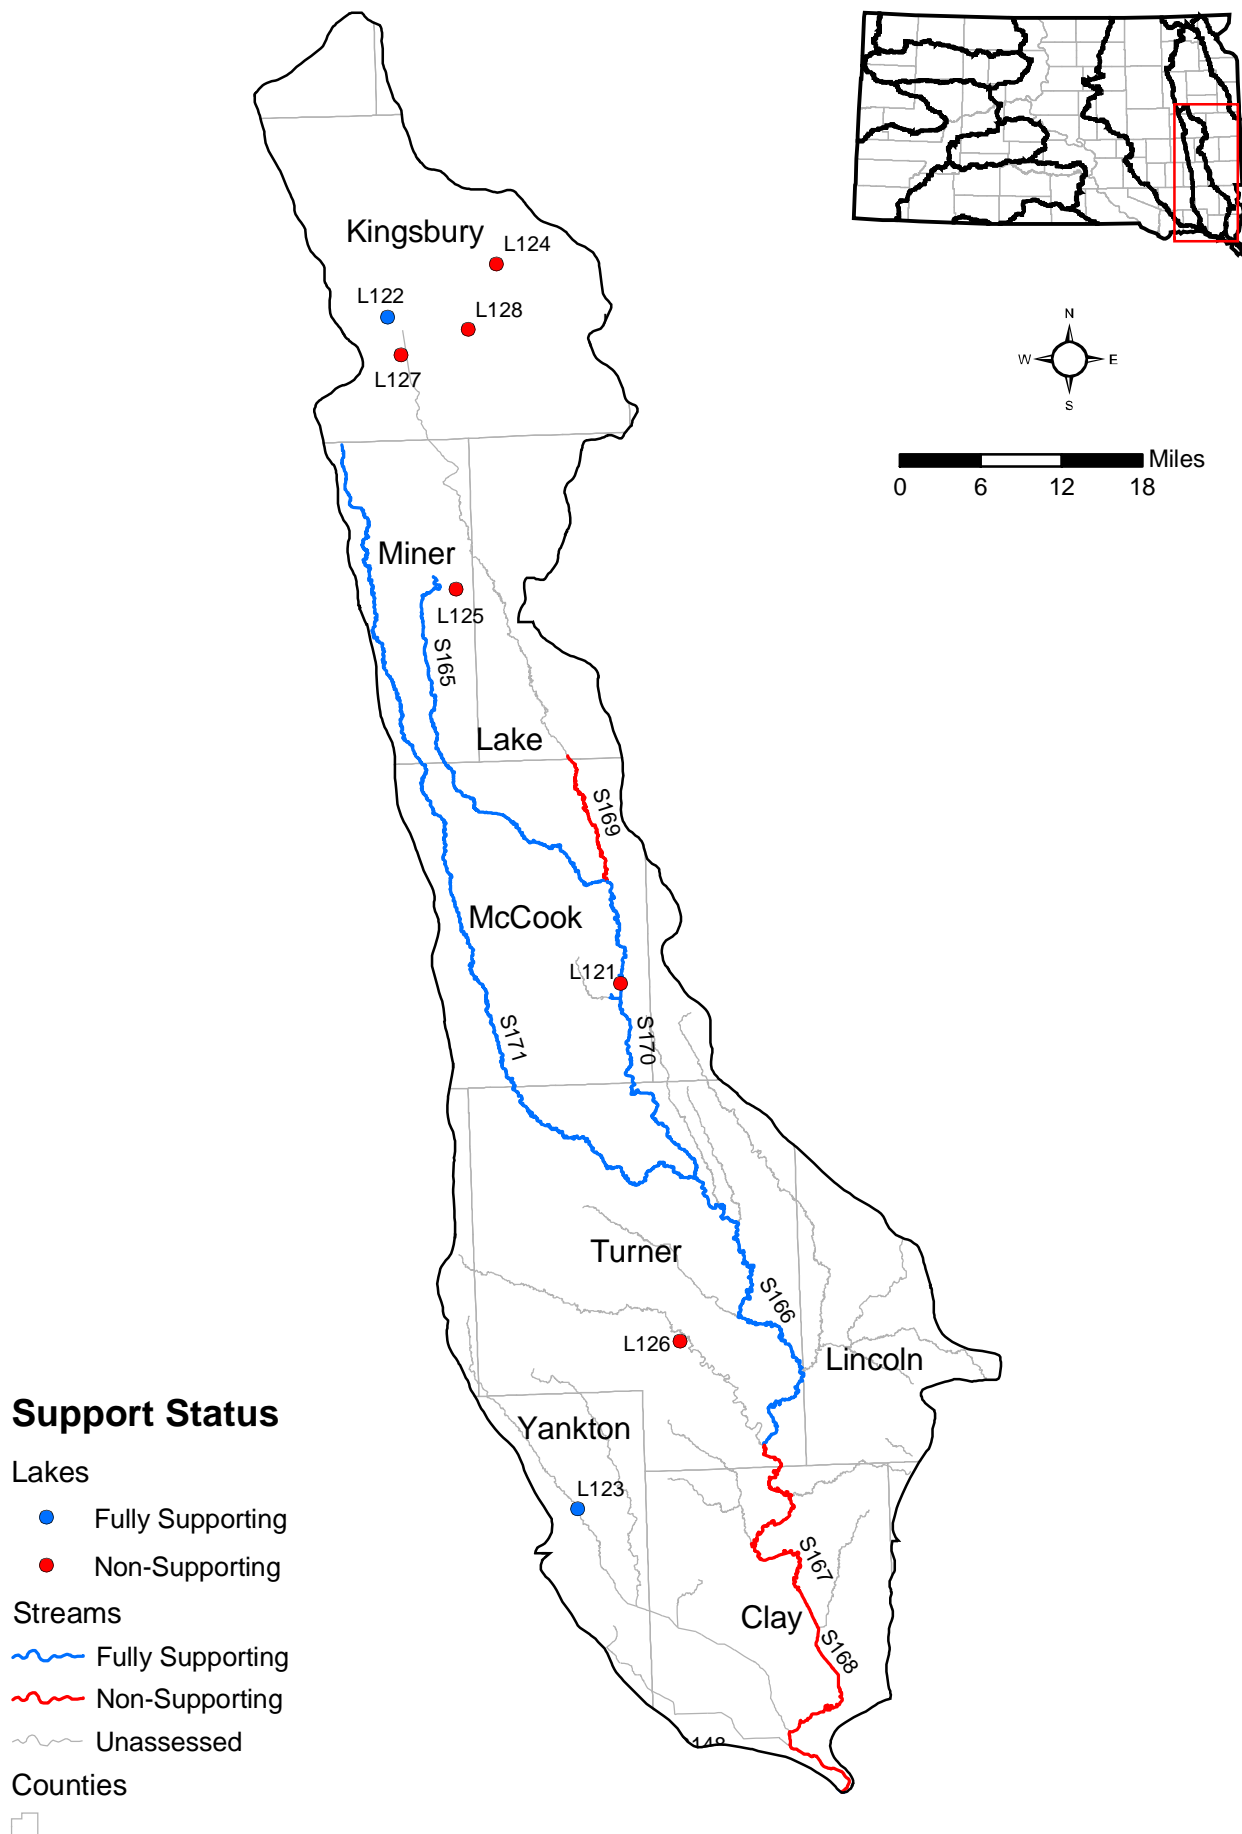 Kingsbury
L124
L122
L128
L127
N
W
E
S
Miles
0
6
12
18
Miner
L125
S165
Lake
S169
McCook
L121
S171
S170
Turner
S166
L126
Lincoln
Support Status
Yankton
Lakes
L123
Fully Supporting
Non-Supporting
S167
Streams
Clay
S168
Fully Supporting
Non-Supporting
Unassessed
Counties